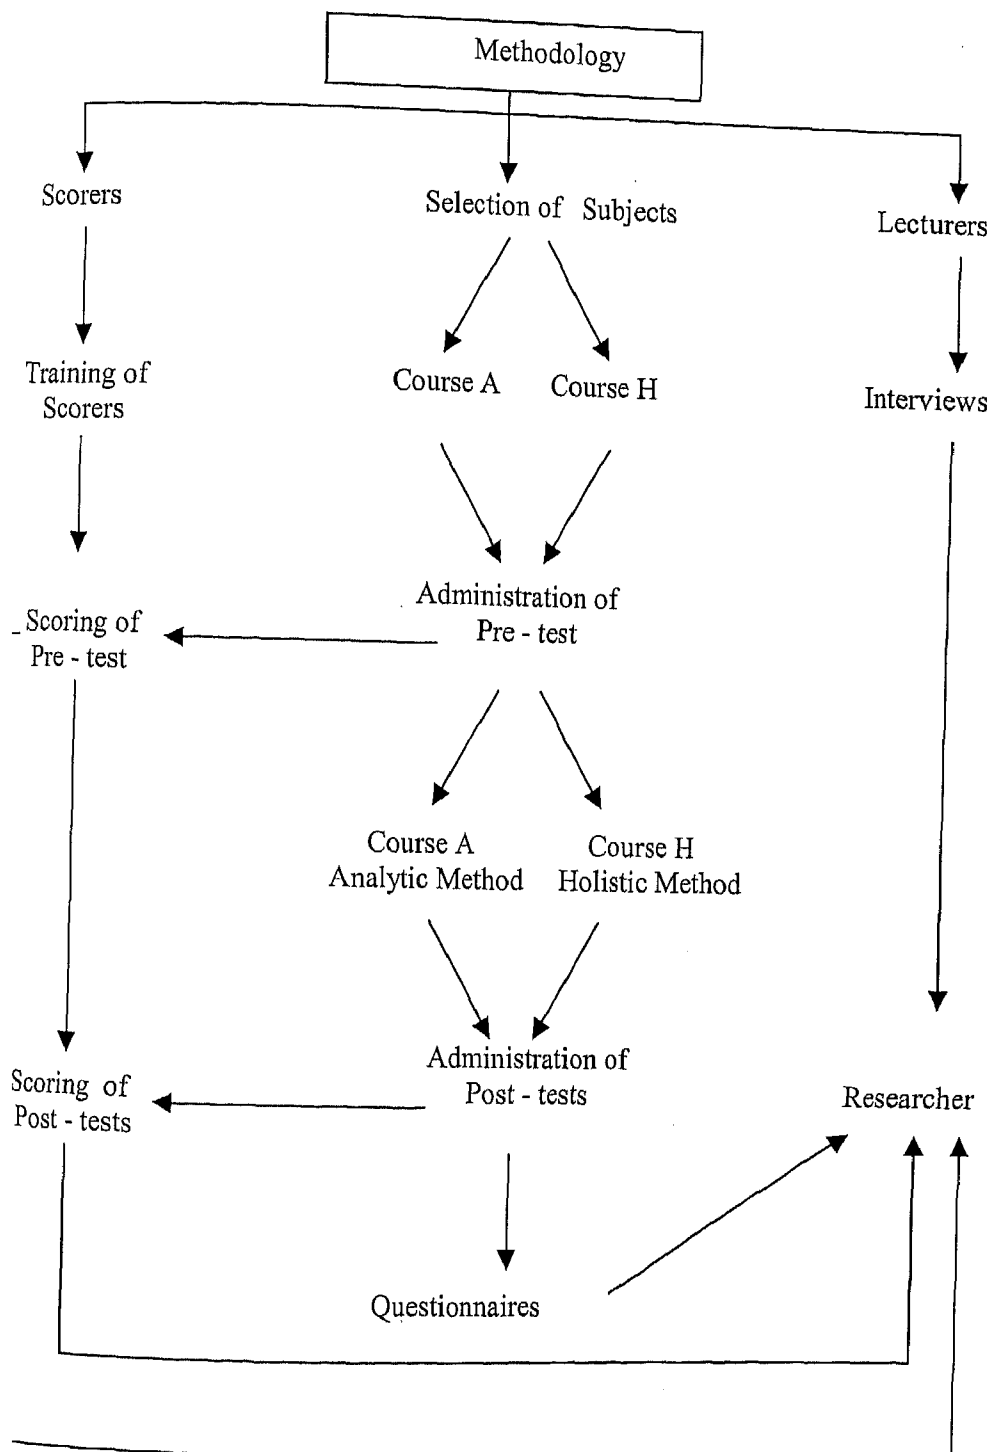 Methodology
Scorers
Selection of Subjects
Lecturers
Training of
Scorers
Course A
Course H
Interviews
Administration of
Pre - test
Scoring of
Pre - test
Course A
Analytic Method
Course H
Holistic Method
Administration of
Post - tests
Scoring of
Post - tests
Researcher
Questionnaires